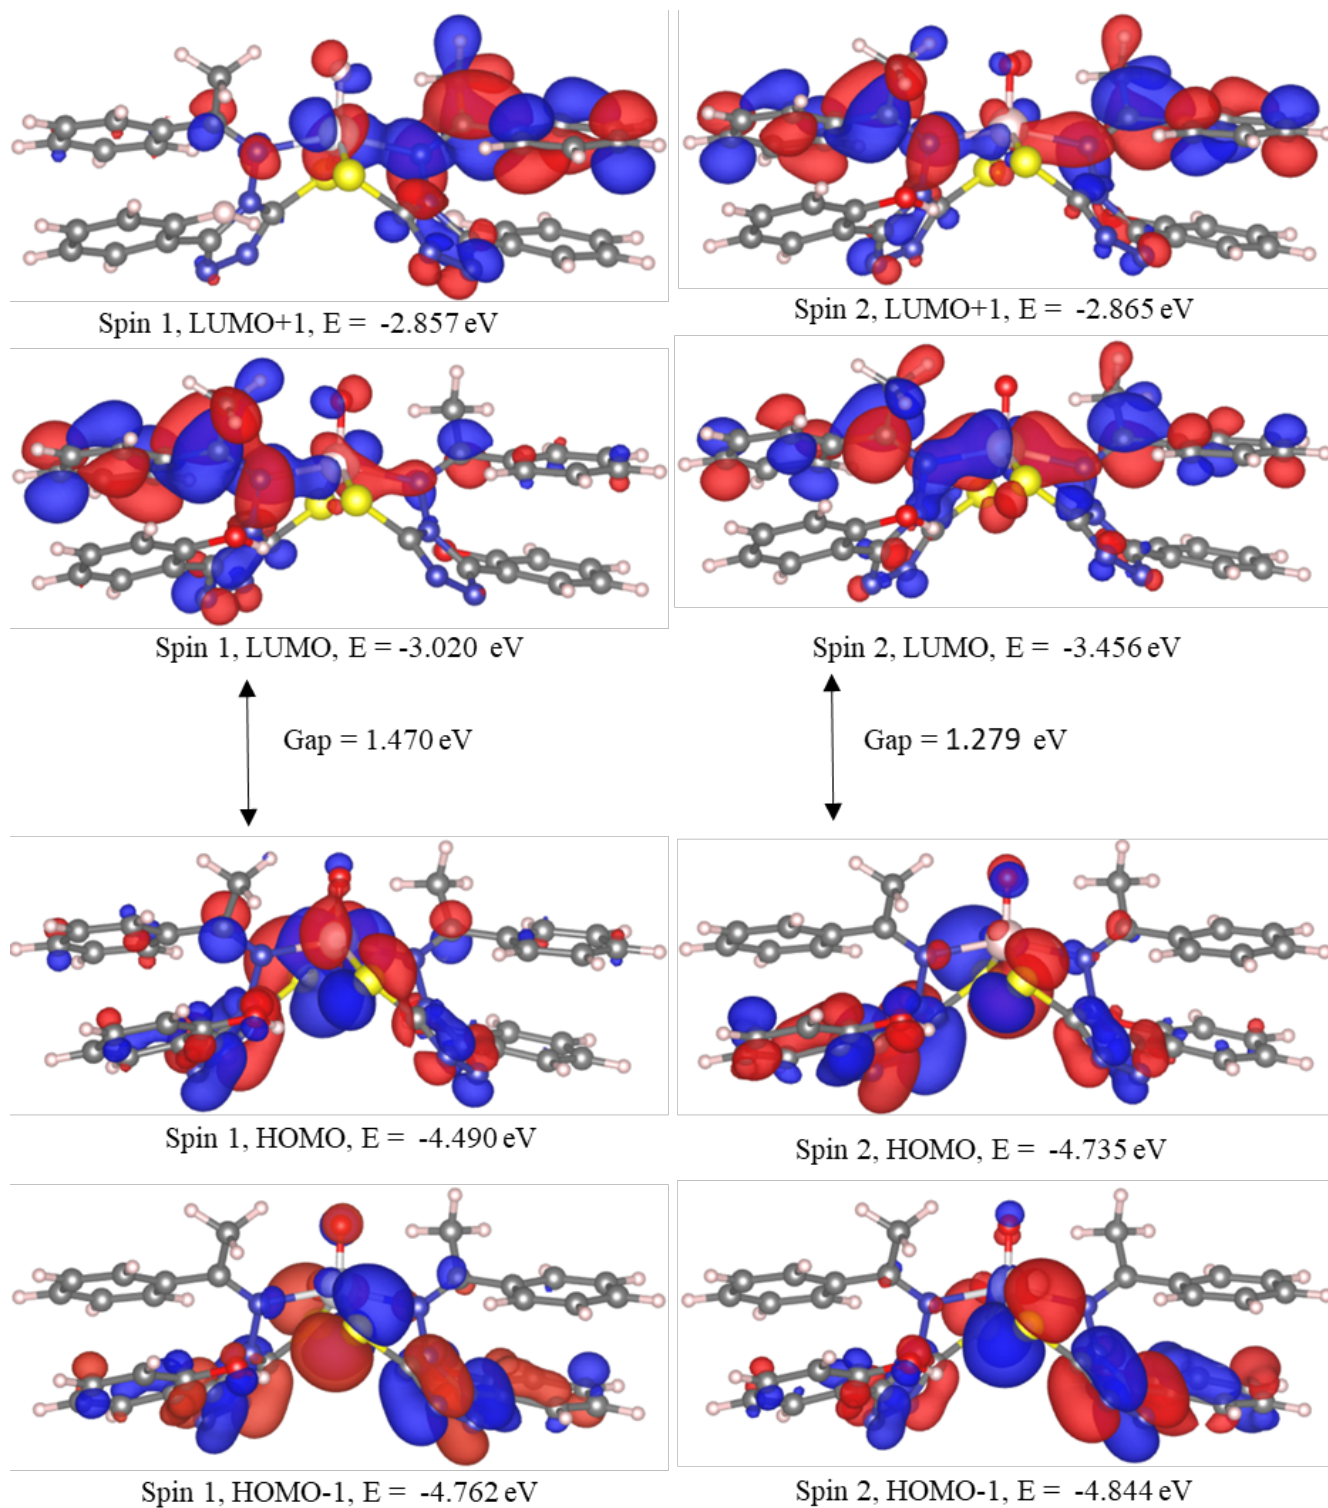 Spin 1, LUMO+1, E = -2.857 eV
Spin 2, LUMO+1, E = -2.865 eV
Spin 1, LUMO, E = -3.020 eV
Spin 2, LUMO, E = -3.456 eV
Gap = 1.470 eV
Gap = 1.279 eV
Spin 1, HOMO, E = -4.490 eV
Spin 2, HOMO, E = -4.735 eV
Spin 1, HOMO-1, E = -4.762 eV
Spin 2, HOMO-1, E = -4.844 eV